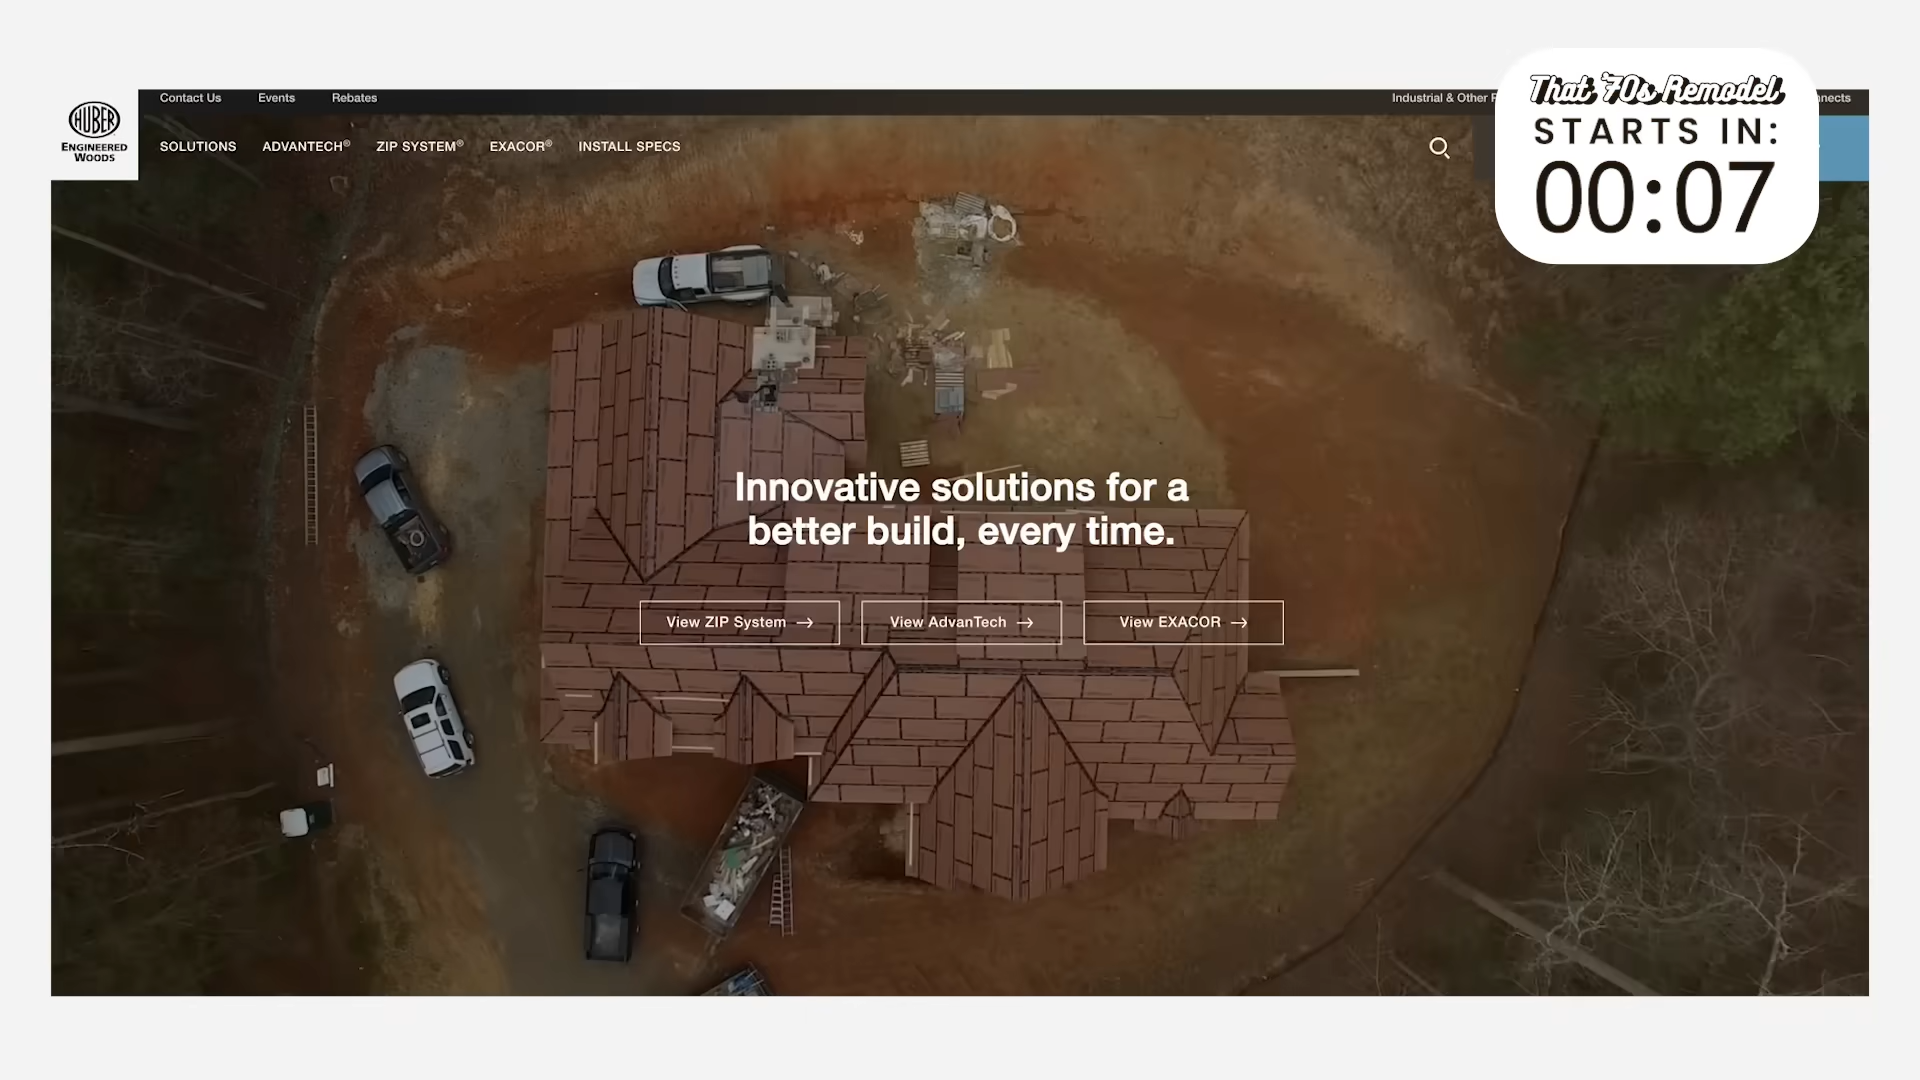 Contact Us Events Rebates Industrial & Other
That '70s Remodel
STARTS IN:
00:07
HUBER
ENGINEERED
WOODS
SOLUTIONS ADVANTECH® ZIP SYSTEM® EXACOR® INSTALL SPECS
Innovative solutions for a
better build, every time.
View ZIP System → View AdvanTech → View EXACOR →